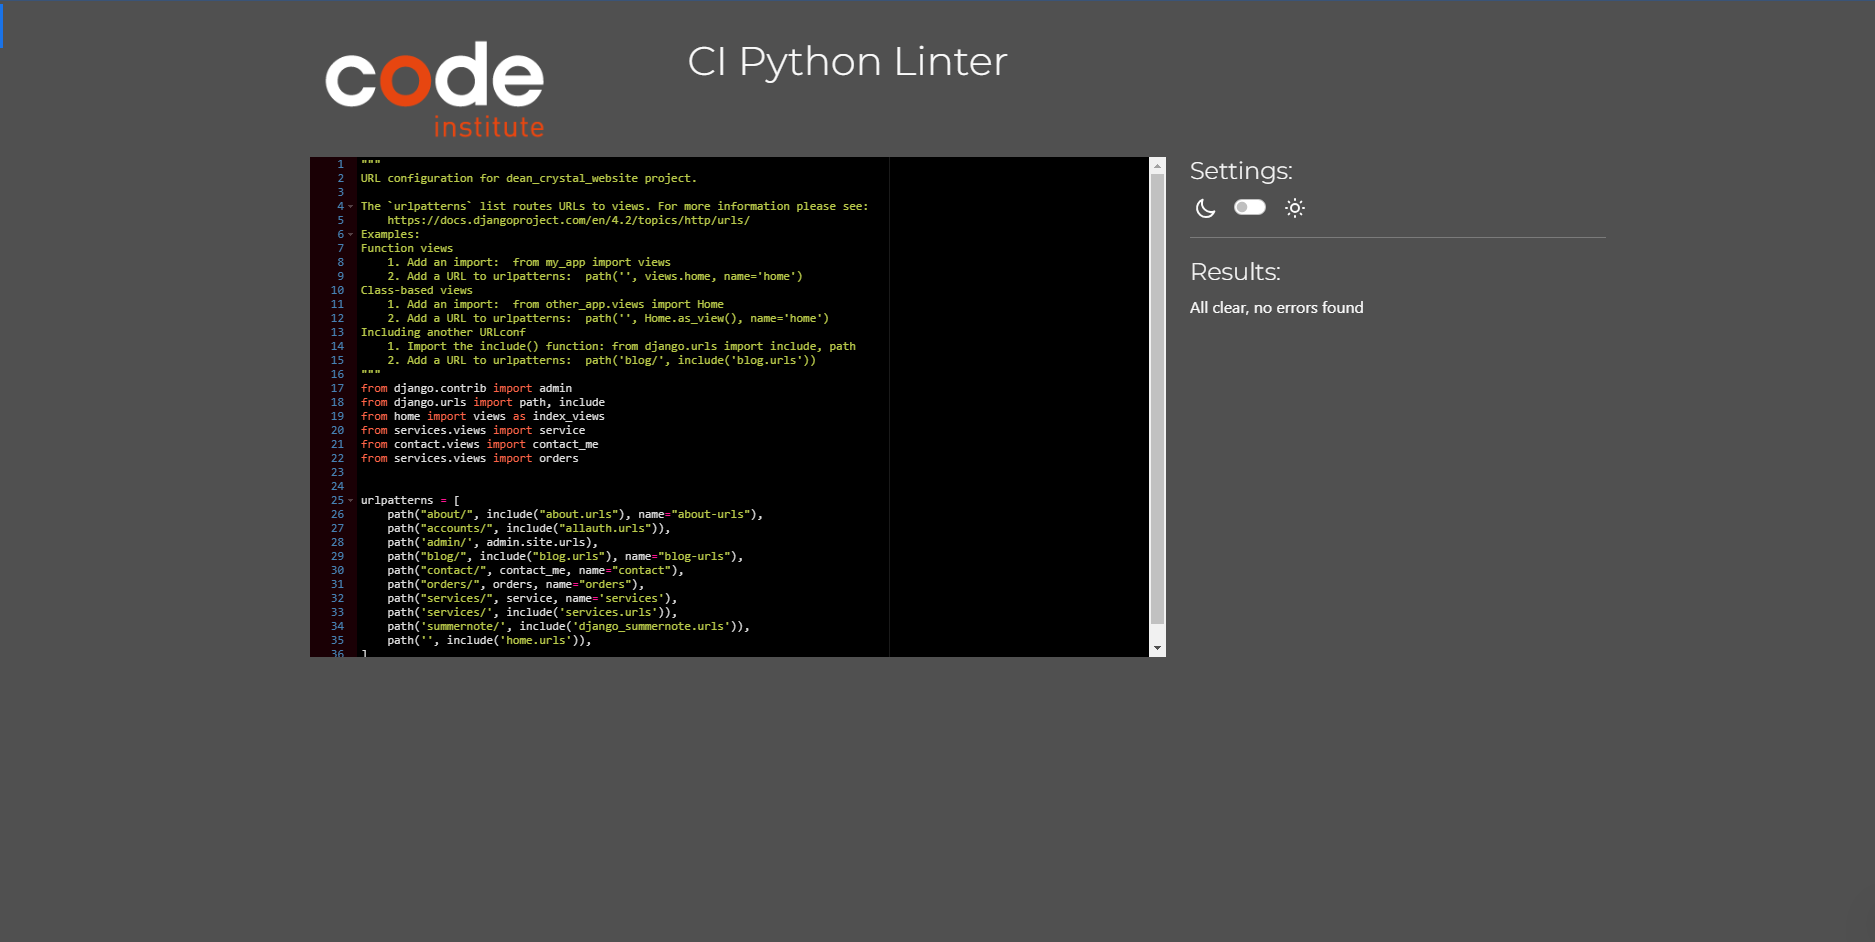 code
institute
CI Python Linter
1 """
2 URL configuration for dean_crystal_website project.
3
4 The `urlpatterns` list routes URLs to views. For more information please see:
5     https://docs.djangoproject.com/en/4.2/topics/http/urls/
6 Examples:
7 Function views
8     1. Add an import:  from my_app import views
9     2. Add a URL to urlpatterns:  path('', views.home, name='home')
10 Class-based views
11     1. Add an import:  from other_app.views import Home
12     2. Add a URL to urlpatterns:  path('', Home.as_view(), name='home')
13 Including another URLconf
14     1. Import the include() function: from django.urls import include, path
15     2. Add a URL to urlpatterns:  path('blog/', include('blog.urls'))
16 """
17 from django.contrib import admin
18 from django.urls import path, include
19 from home import views as index_views
20 from services.views import service
21 from contact.views import contact_me
22 from services.views import orders
23
24
25 urlpatterns = [
26     path("about/", include("about.urls"), name="about-urls"),
27     path("accounts/", include("allauth.urls")),
28     path('admin/', admin.site.urls),
29     path("blog/", include("blog.urls"), name="blog-urls"),
30     path("contact/", contact_me, name="contact"),
31     path("orders/", orders, name="orders"),
32     path("services/", service, name='services'),
33     path('services/', include('services.urls')),
34     path('summernote/', include('django_summernote.urls')),
35     path('', include('home.urls')),
36 ]
Settings:
Results:
All clear, no errors found